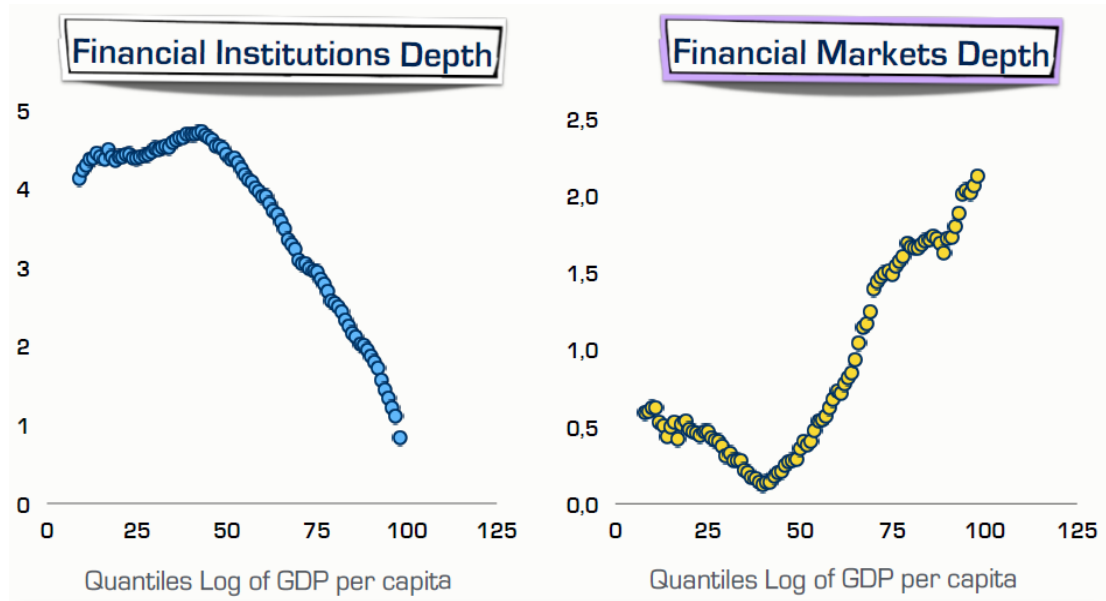 Financial Institutions Depth
5
4
3
2
1
0
0 25 50 75 100 125
Quantiles Log of GDP per capita
Financial Markets Depth
2,5
2,0
1,5
1,0
0,5
0,0
0 25 50 75 100 125
Quantiles Log of GDP per capita